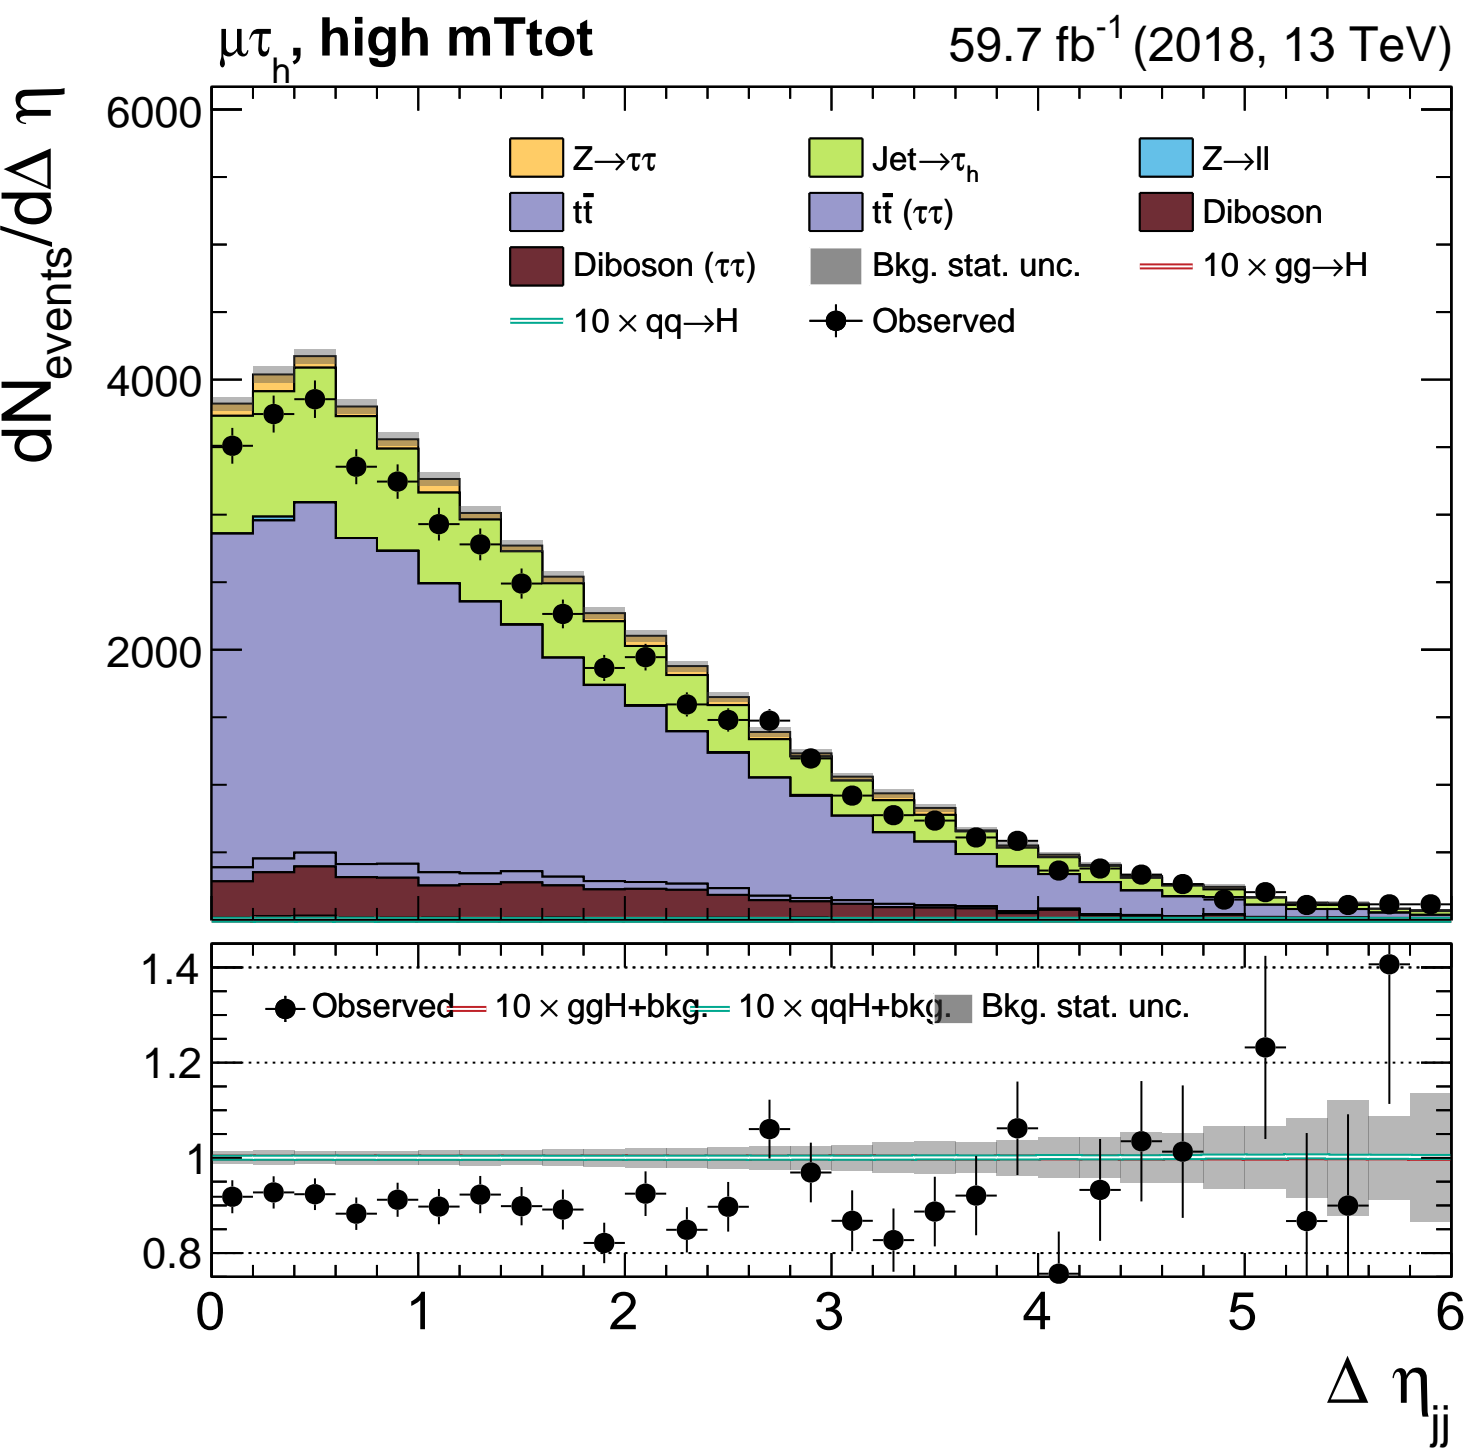 μτh, high mTtot 59.7 fb-1 (2018, 13 TeV)
dNevents/dΔ η
6000
4000
2000
Z→ττ Jet→τh Z→ll
tt̄ tt̄ (ττ) Diboson
Diboson (ττ) Bkg. stat. unc. 10 × gg→H
10 × qq→H Observed
1.4
1.2
1
0.8
Observed 10 × ggH+bkg. 10 × qqH+bkg. Bkg. stat. unc.
0 1 2 3 4 5 6
Δ ηjj